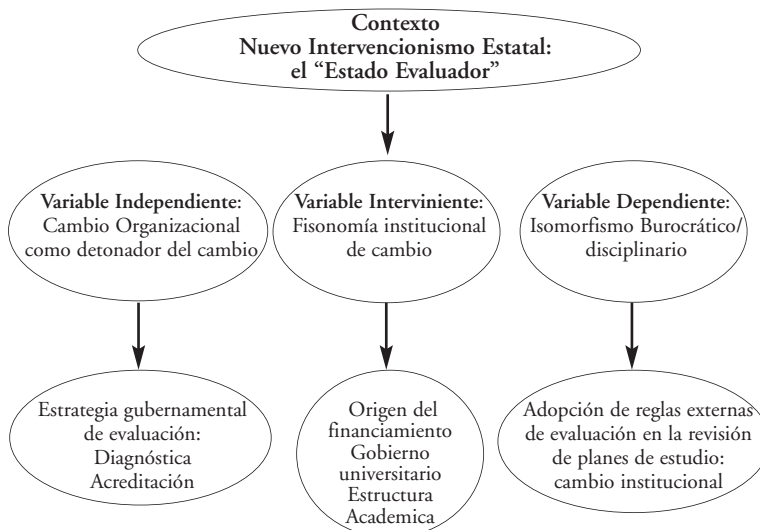 Contexto
Nuevo Intervencionismo Estatal:
el “Estado Evaluador”
Variable Independiente:
Cambio Organizacional
como detonador del cambio
Variable Interviniente:
Fisonomía institucional
de cambio
Variable Dependiente:
Isomorfismo Burocrático/
disciplinario
Estrategia gubernamental
de evaluación:
Diagnóstica
Acreditación
Origen del
financiamiento
Gobierno
universitario
Estructura
Academica
Adopción de reglas externas
de evaluación en la revisión
de planes de estudio:
cambio institucional